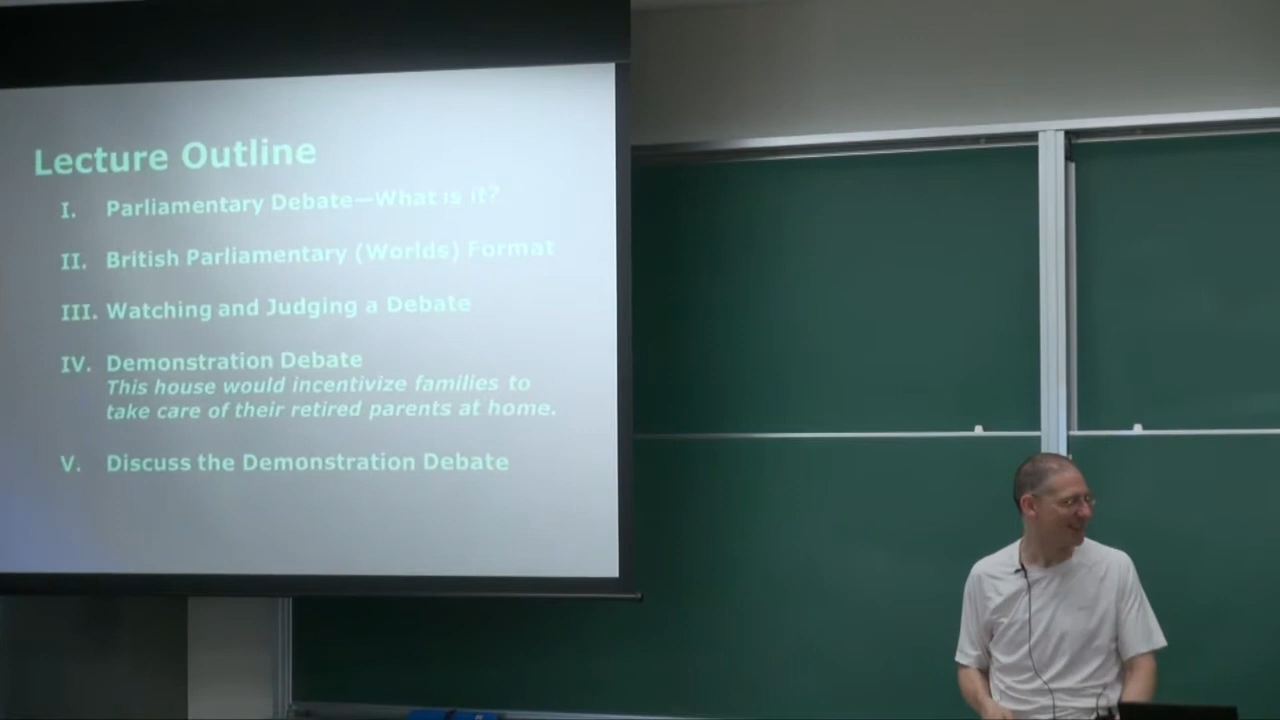 Lecture Outline
I. Parliamentary Debate—What is it?
II. British Parliamentary (Worlds) Format
III. Watching and Judging a Debate
IV. Demonstration Debate
This house would incentivize families to
take care of their retired parents at home.
V. Discuss the Demonstration Debate